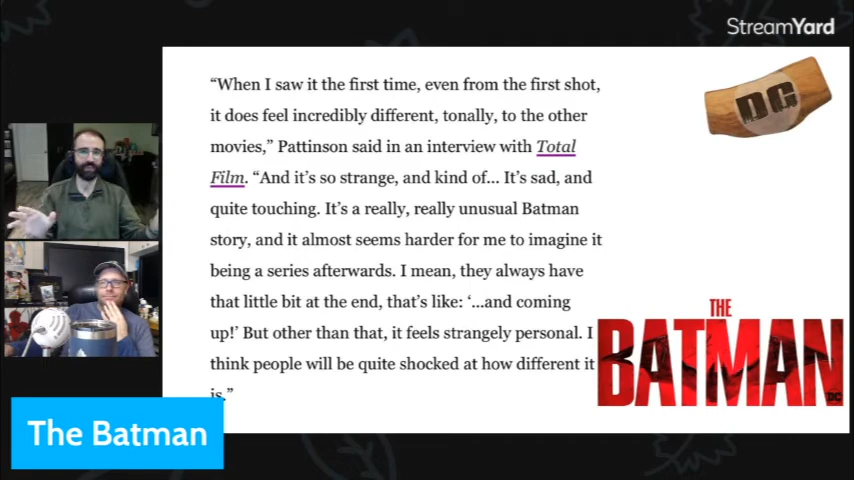 StreamYard
“When I saw it the first time, even from the first shot,
it does feel incredibly different, tonally, to the other
movies,” Pattinson said in an interview with Total
Film. “And it’s so strange, and kind of… It’s sad, and
quite touching. It’s a really, really unusual Batman
story, and it almost seems harder for me to imagine it
being a series afterwards. I mean, they always have
that little bit at the end, that’s like: ‘…and coming
up!’ But other than that, it feels strangely personal. I
think people will be quite shocked at how different it
is.”
DC
THE
BATMAN
DC
The Batman